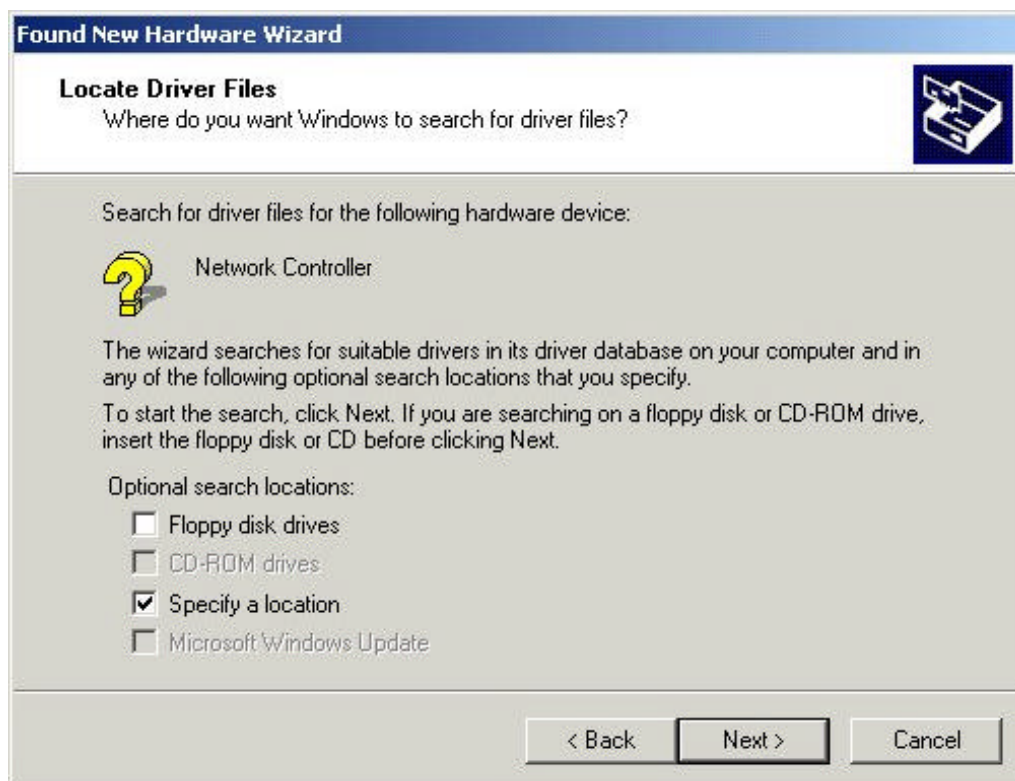 Found New Hardware Wizard
Locate Driver Files
Where do you want Windows to search for driver files?
Search for driver files for the following hardware device:
Network Controller
The wizard searches for suitable drivers in its driver database on your computer and in
any of the following optional search locations that you specify.
To start the search, click Next. If you are searching on a floppy disk or CD-ROM drive,
insert the floppy disk or CD before clicking Next.
Optional search locations:
Floppy disk drives
CD-ROM drives
Specify a location
Microsoft Windows Update
< Back Next > Cancel